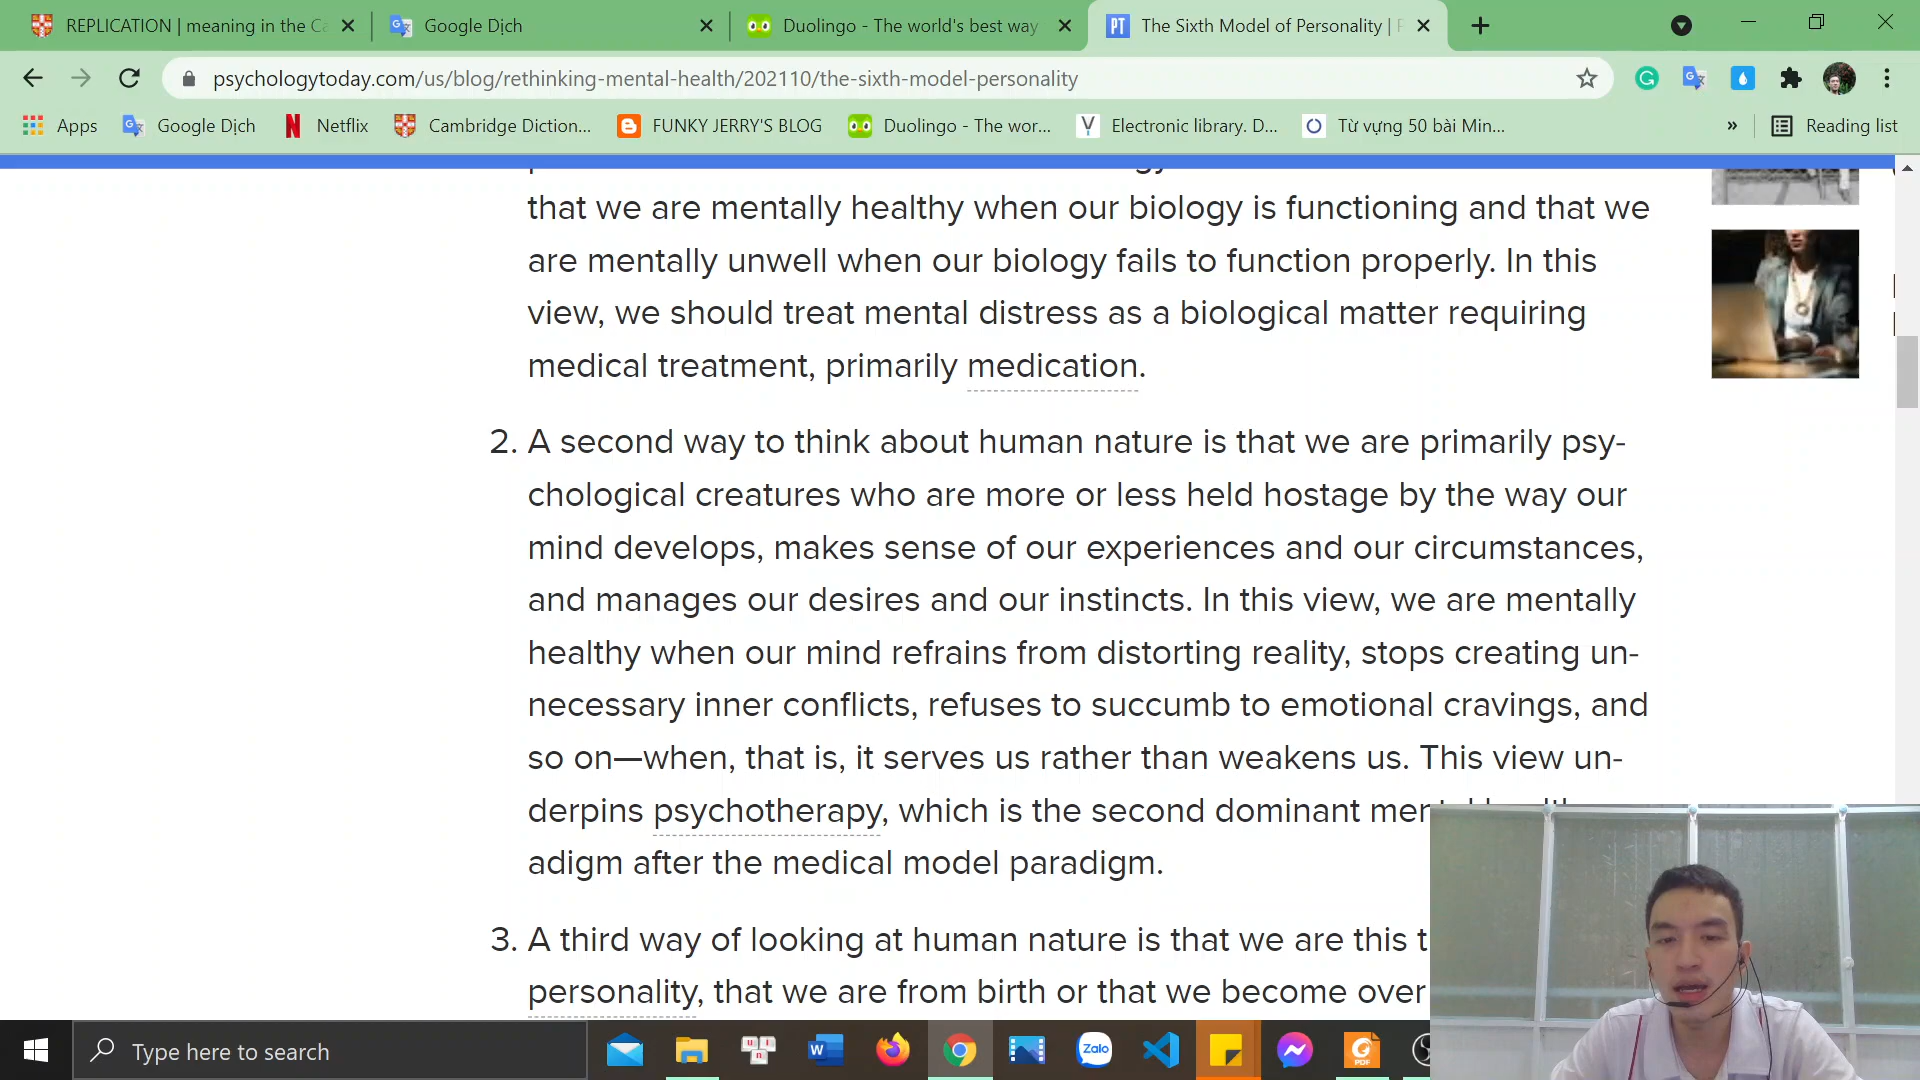 REPLICATION | meaning in the Ca
Google Dịch
Duolingo - The world's best way
The Sixth Model of Personality |
psychologytoday.com/us/blog/rethinking-mental-health/202110/the-sixth-model-personality
Apps
Google Dịch
Netflix
Cambridge Diction...
FUNKY JERRY'S BLOG
Duolingo - The wor...
Electronic library. D...
Từ vựng 50 bài Min...
»
Reading list
that we are mentally healthy when our biology is functioning and that we
are mentally unwell when our biology fails to function properly. In this
view, we should treat mental distress as a biological matter requiring
medical treatment, primarily medication.
2. A second way to think about human nature is that we are primarily psy-
chological creatures who are more or less held hostage by the way our
mind develops, makes sense of our experiences and our circumstances,
and manages our desires and our instincts. In this view, we are mentally
healthy when our mind refrains from distorting reality, stops creating un-
necessary inner conflicts, refuses to succumb to emotional cravings, and
so on—when, that is, it serves us rather than weakens us. This view un-
derpins psychotherapy, which is the second dominant
adigm after the medical model paradigm.
3. A third way of looking at human nature is that we are this
personality, that we are from birth or that we become over
Type here to search
Zalo
PDF